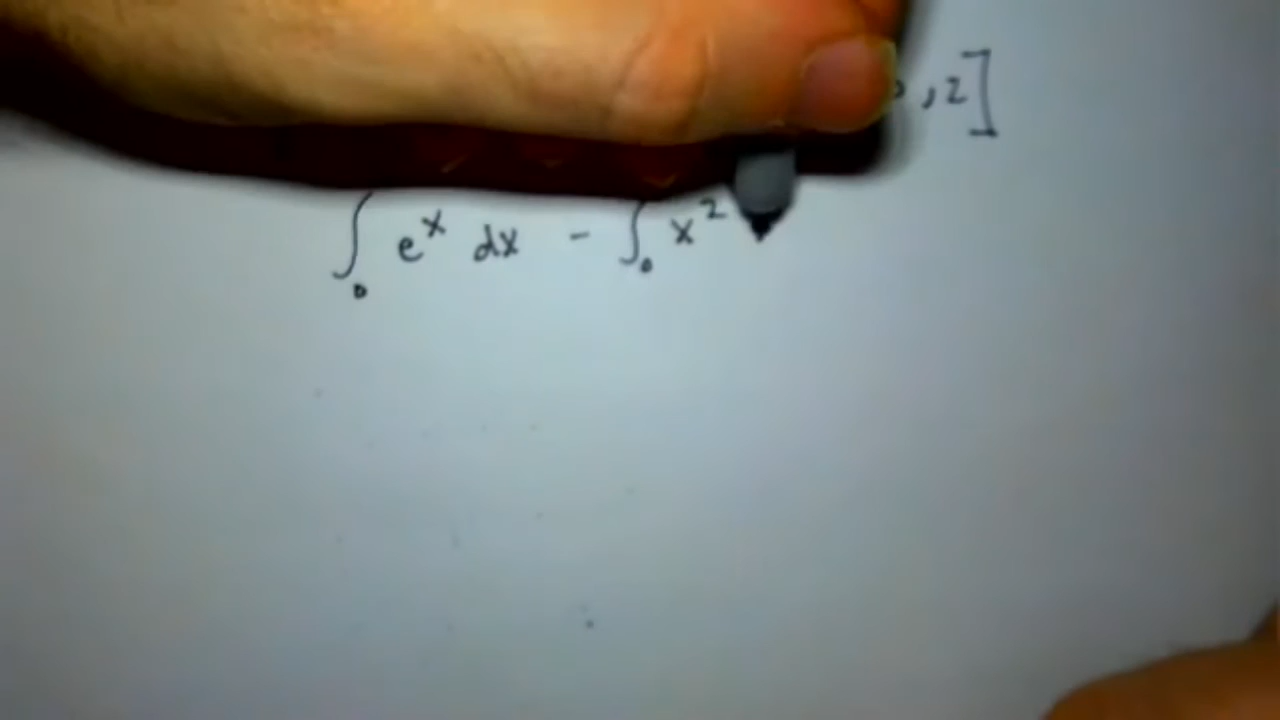 , 2]
∫₀ eˣ dx - ∫₀ x²